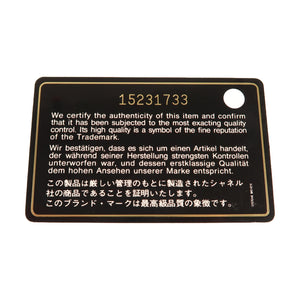 15231733
We certify the authenticity of this item and confirm
that it has been subjected to the most exacting quality
control. Its high quality is a symbol of the fine reputation
of the Trademark.
Wir bestätigen, dass es sich um einen Artikel handelt,
der während seiner Herstellung strengsten Kontrollen
unterworfen war, und dessen erstklassige Qualität
dem hohen Ansehen unserer Marke entspricht.
この製品は厳しい管理のもとに製造されたシャネル
社の商品であることを証明いたします。
このブランド・マークは最高級品質の象徴です。